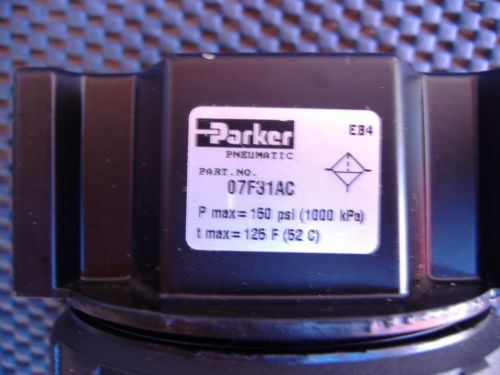 Parker EB4
PNEUMATIC
PART.NO.
07F31AC
P max= 150 psi (1000 kPa)
t max= 125 F (52 C)